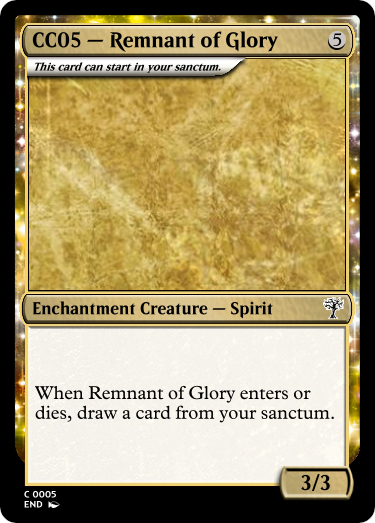 CC05 — Remnant of Glory 5
This card can start in your sanctum.
Enchantment Creature — Spirit
When Remnant of Glory enters or
dies, draw a card from your sanctum.
3/3
C 0005
END